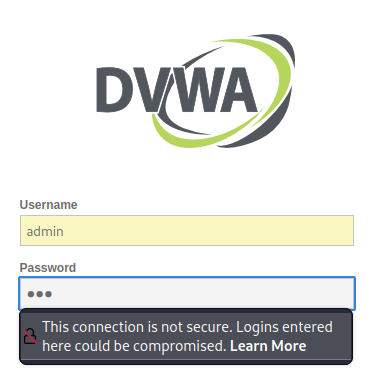 DVWA
Username
admin
Password
This connection is not secure. Logins entered
here could be compromised. Learn More